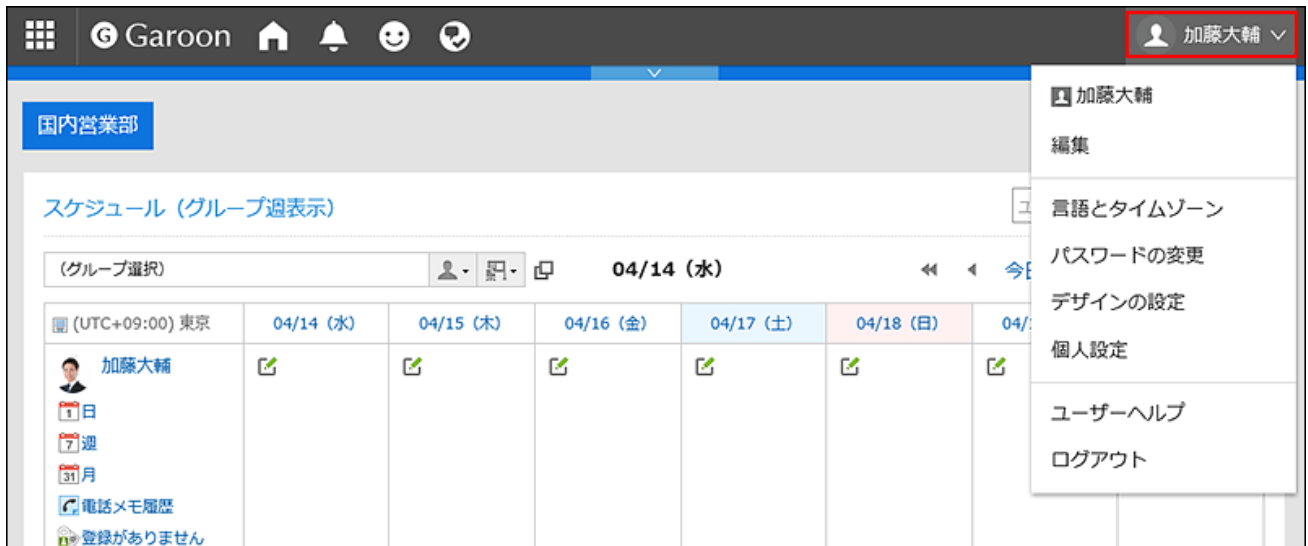 Garoon
加藤大輔
加藤大輔
編集
言語とタイムゾーン
パスワードの変更
デザインの設定
個人設定
ユーザーヘルプ
ログアウト
国内営業部
スケジュール（グループ週表示）
（グループ選択） 04/14（水）
(UTC+09:00) 東京 04/14（水） 04/15（木） 04/16（金） 04/17（土） 04/18（日） 04/
加藤大輔
1 日
7 週
31 月
電話メモ履歴
登録がありません